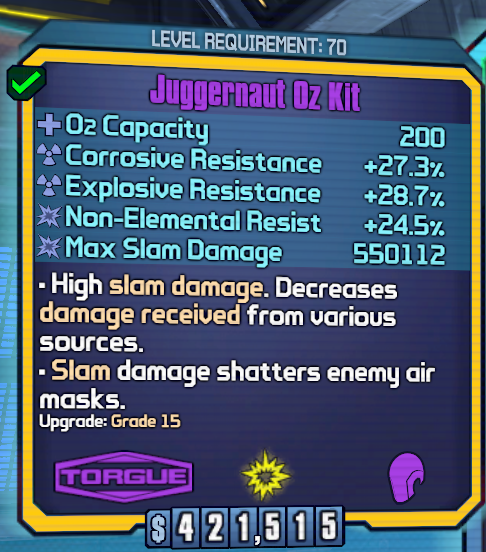 LEVEL REQUIREMENT: 70
Juggernaut Oz Kit
O2 Capacity 200
Corrosive Resistance +27.3%
Explosive Resistance +28.7%
Non-Elemental Resist +24.5%
Max Slam Damage 550112
• High slam damage. Decreases
damage received from various
sources.
• Slam damage shatters enemy air
masks.
Upgrade: Grade 15
TORGUE
$421,515